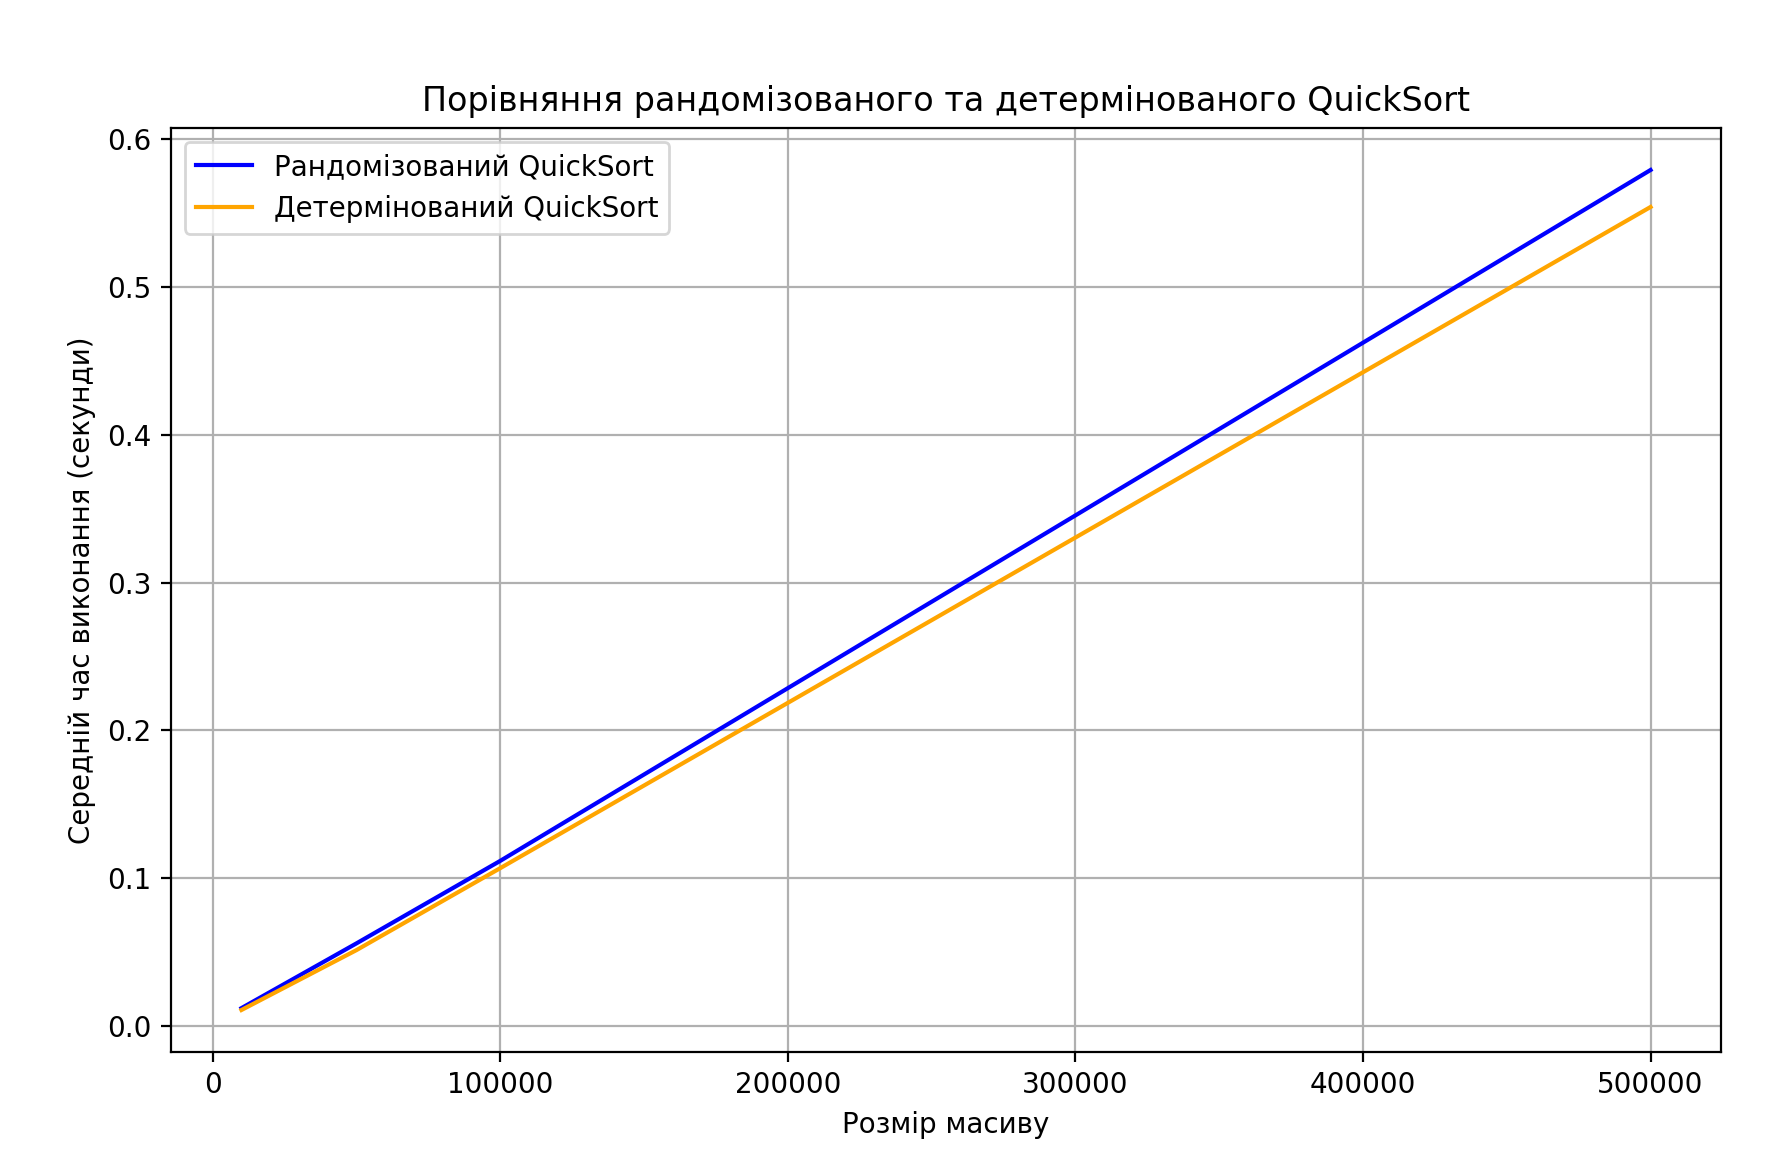 Порівняння рандомізованого та детермінованого QuickSort
Рандомізований QuickSort
Детермінований QuickSort
Середній час виконання (секунди)
0.6
0.5
0.4
0.3
0.2
0.1
0.0
0
100000
200000
300000
400000
500000
Розмір масиву